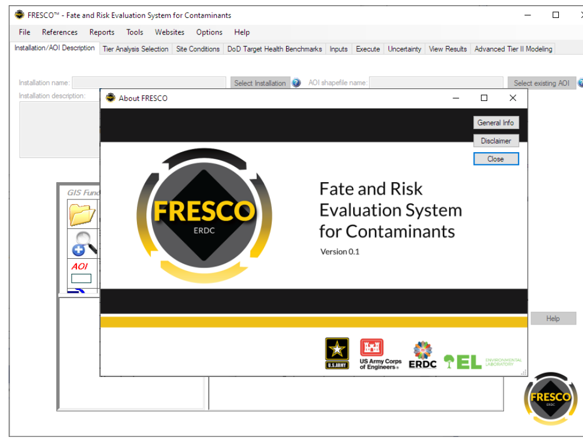 FRESCO™ - Fate and Risk Evaluation System for Contaminants
File References Reports Tools Websites Options Help
Installation/AOI Description Tier Analysis Selection Site Conditions DoD Target Health Benchmarks Inputs Execute Uncertainty View Results Advanced Tier II Modeling
Installation name: Select Installation AOI shapefile name: Select existing AOI
Installation description:
About FRESCO
General Info
Disclaimer
Close
GIS Fund
AOI
FRESCO
ERDC
Fate and Risk
Evaluation System
for Contaminants
Version 0.1
Help
U.S.ARMY
US Army Corps
of Engineers®
ERDC
EL
ENVIRONMENTAL
LABORATORY
FRESCO
ERDC